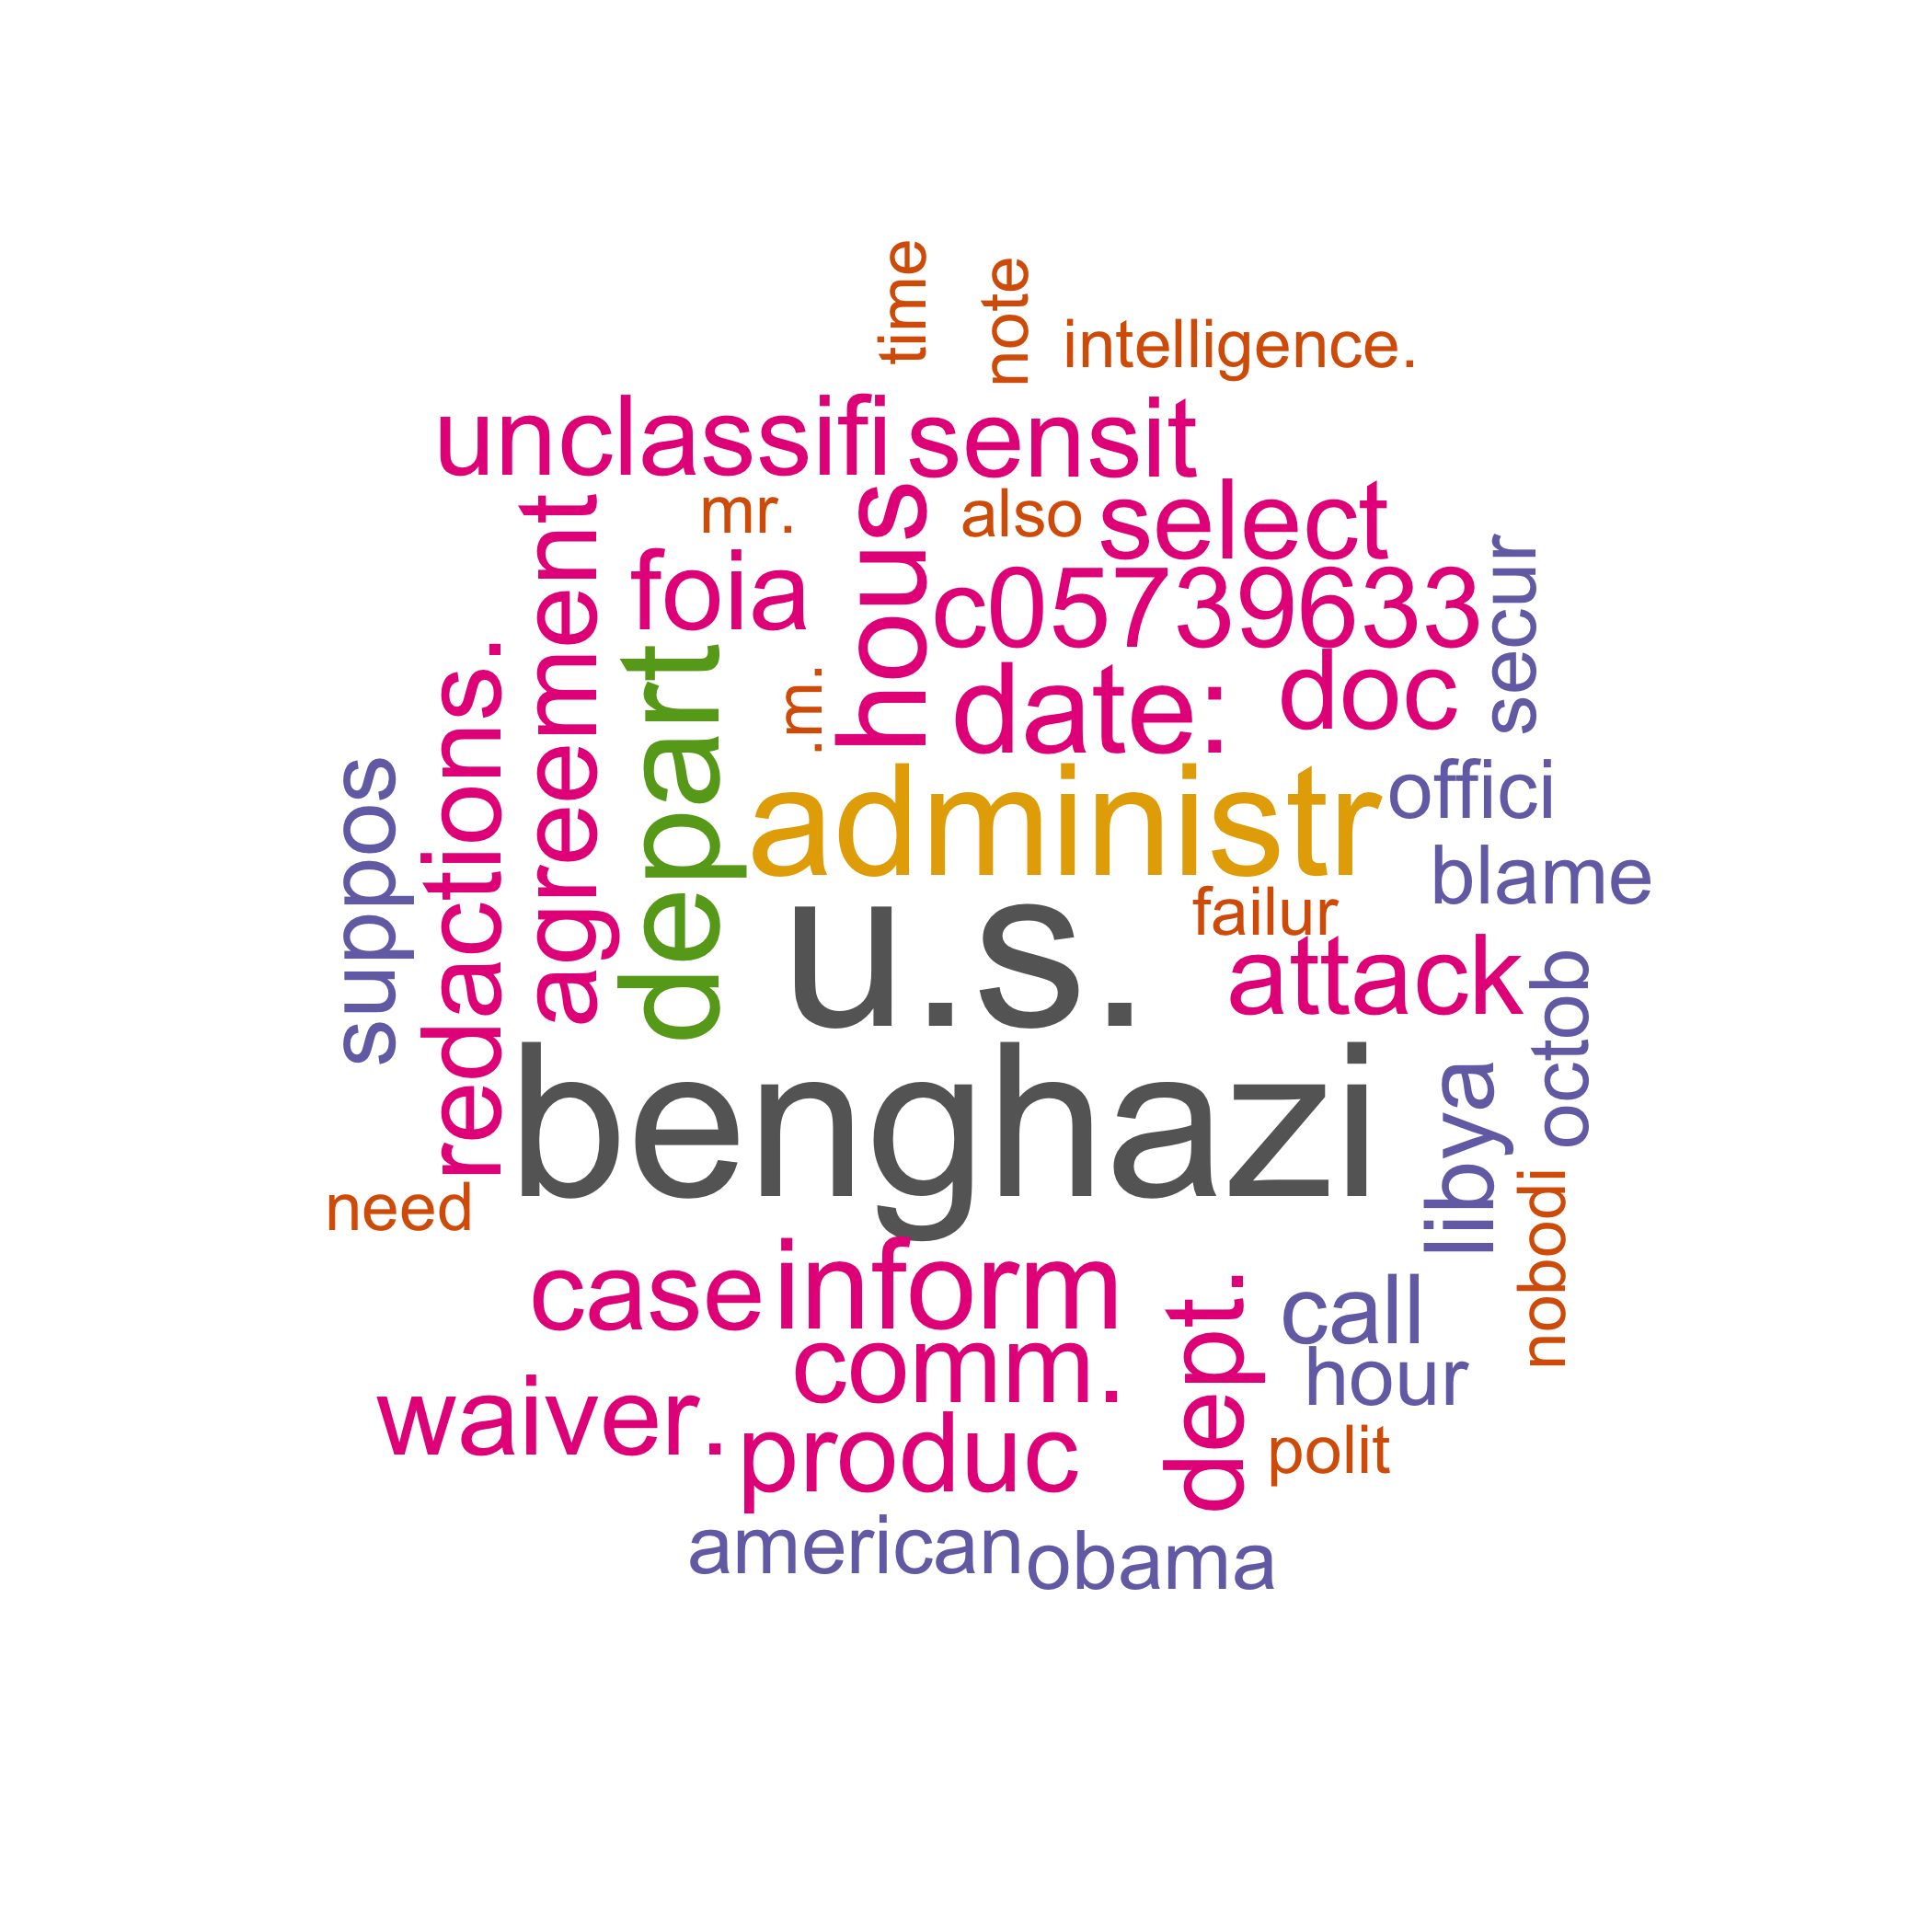 time
note
intelligence.
unclassifi
sensit
mr.
also
select
hous
agreement
foia
c05739633
secur
redactions.
depart
.m.
date:
doc
suppos
administr
offici
blame
failur
u.s.
attack
octob
benghazi
libya
need
nobodi
case
inform
dept.
call
comm.
hour
waiver.
produc
polit
american
obama